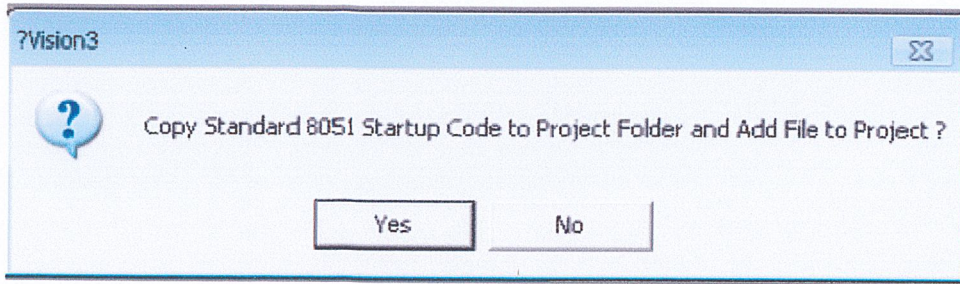 ?Vision3
Copy Standard 8051 Startup Code to Project Folder and Add File to Project ?
Yes
No